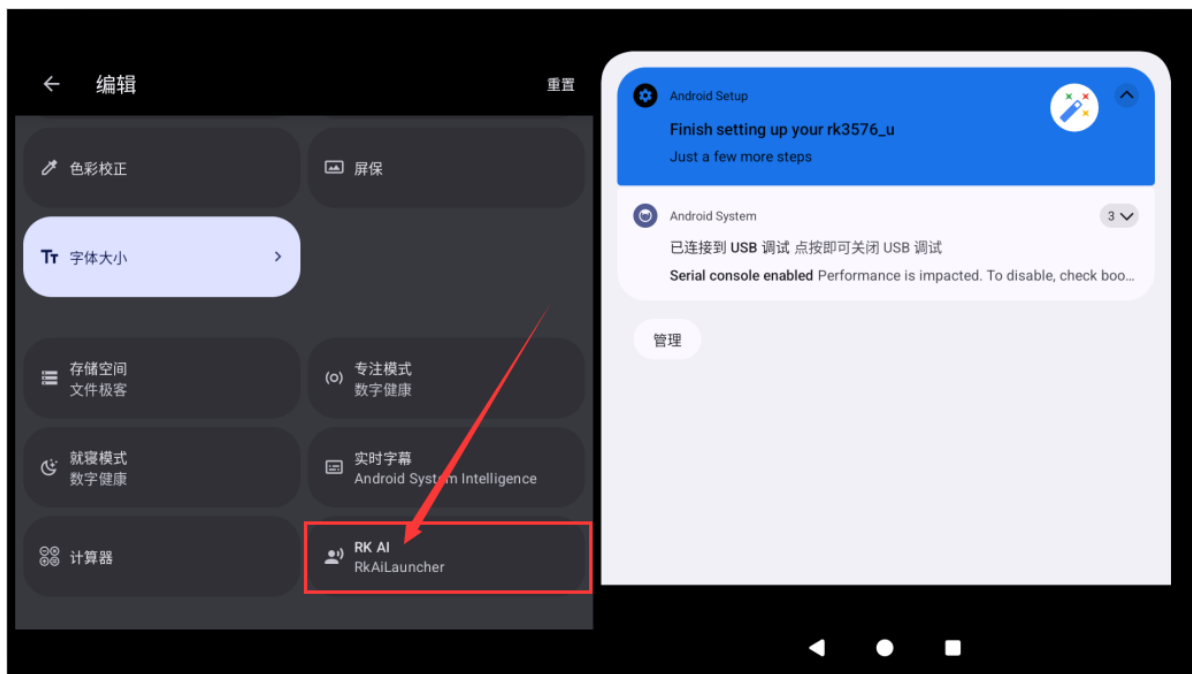 编辑
重置
色彩校正
屏保
Tт 字体大小
存储空间
文件极客
专注模式
数字健康
就寝模式
数字健康
实时字幕
Android System Intelligence
计算器
RK AI
RkAiLauncher
Android Setup
Finish setting up your rk3576_u
Just a few more steps
Android System
3
已连接到 USB 调试 点按即可关闭 USB 调试
Serial console enabled Performance is impacted. To disable, check boo...
管理